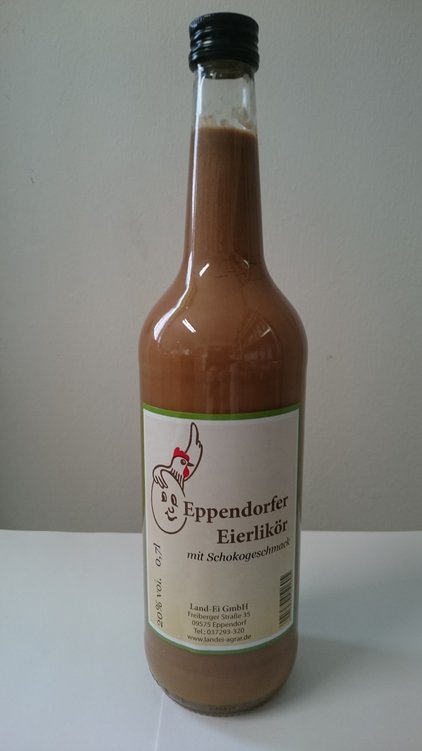 Eppendorfer
Eierlikör
mit Schokogeschmack
20% vol. 0,7l
Land-Ei GmbH
Freiberger Straße 35
09575 Eppendorf
Tel.: 037293-320
www.landei-agrar.de